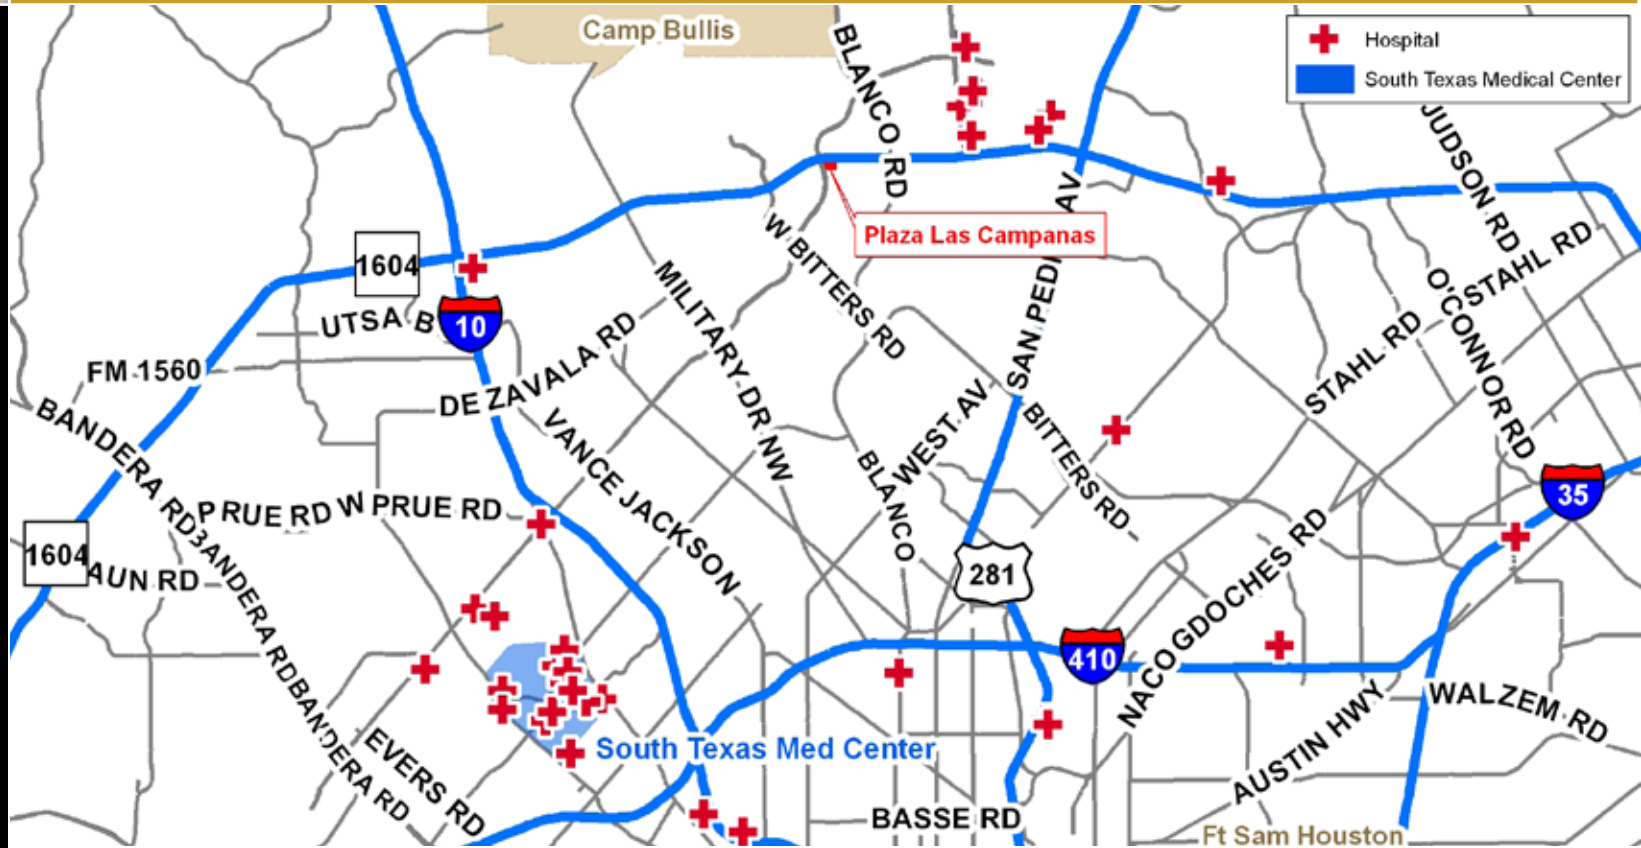 Camp Bullis
BLANCO RD
Hospital
South Texas Medical Center
JUDSON RD
Plaza Las Campanas
SAN PED
AV
W BITTERS RD
STAHL RD
1604
MILITARY DR NW
O'CONNOR RD
UTSA B
10
DE ZAVALA RD
STAHL RD
FM 1560
BANDERA RD
VANCE JACKSON
WEST AV
BITTERS RD
BLANCO
PRUE RD
W PRUE RD
35
1604
AUN RD
BANDERA RD
281
NACOGDOCHES RD
410
BANDERA RD
EVERS RD
South Texas Med Center
WALZEM RD
AUSTIN HWY
BASSE RD
Ft Sam Houston